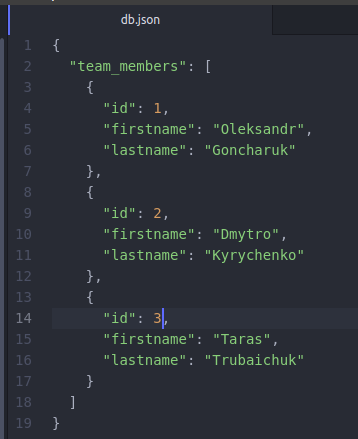 db.json
1 {
2   "team_members": [
3     {
4       "id": 1,
5       "firstname": "Oleksandr",
6       "lastname": "Goncharuk"
7     },
8     {
9       "id": 2,
10       "firstname": "Dmytro",
11       "lastname": "Kyrychenko"
12     },
13     {
14       "id": 3,
15       "firstname": "Taras",
16       "lastname": "Trubaichuk"
17     }
18   ]
19 }